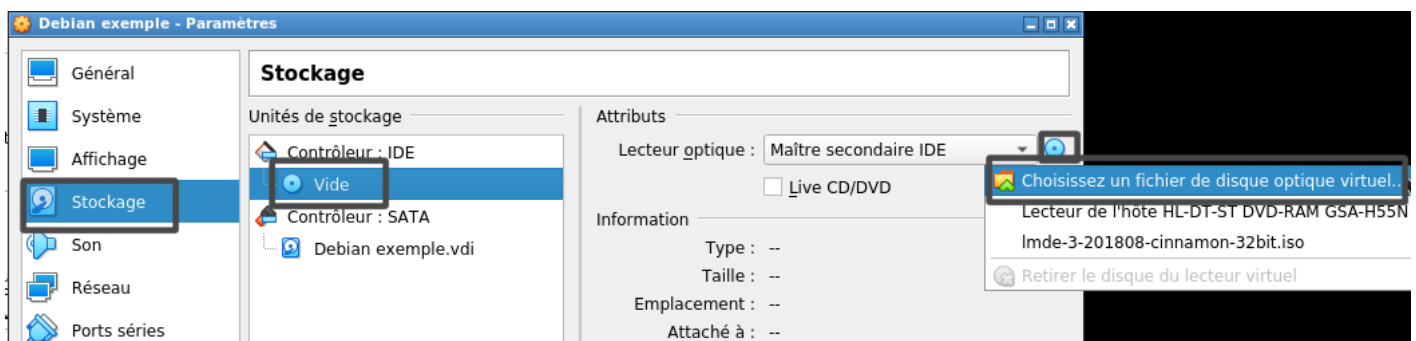 Debian exemple - Paramètres
Général
Système
Affichage
Stockage
Son
Réseau
Ports séries
Stockage
Unités de stockage
Contrôleur : IDE
Vide
Contrôleur : SATA
Debian exemple.vdi
Attributs
Lecteur optique : Maître secondaire IDE
Live CD/DVD
Information
Type : --
Taille : --
Emplacement : --
Attaché à : --
Choisissez un fichier de disque optique virtuel...
Lecteur de l'hôte HL-DT-ST DVD-RAM GSA-H55N
lmde-3-201808-cinnamon-32bit.iso
Retirer le disque du lecteur virtuel